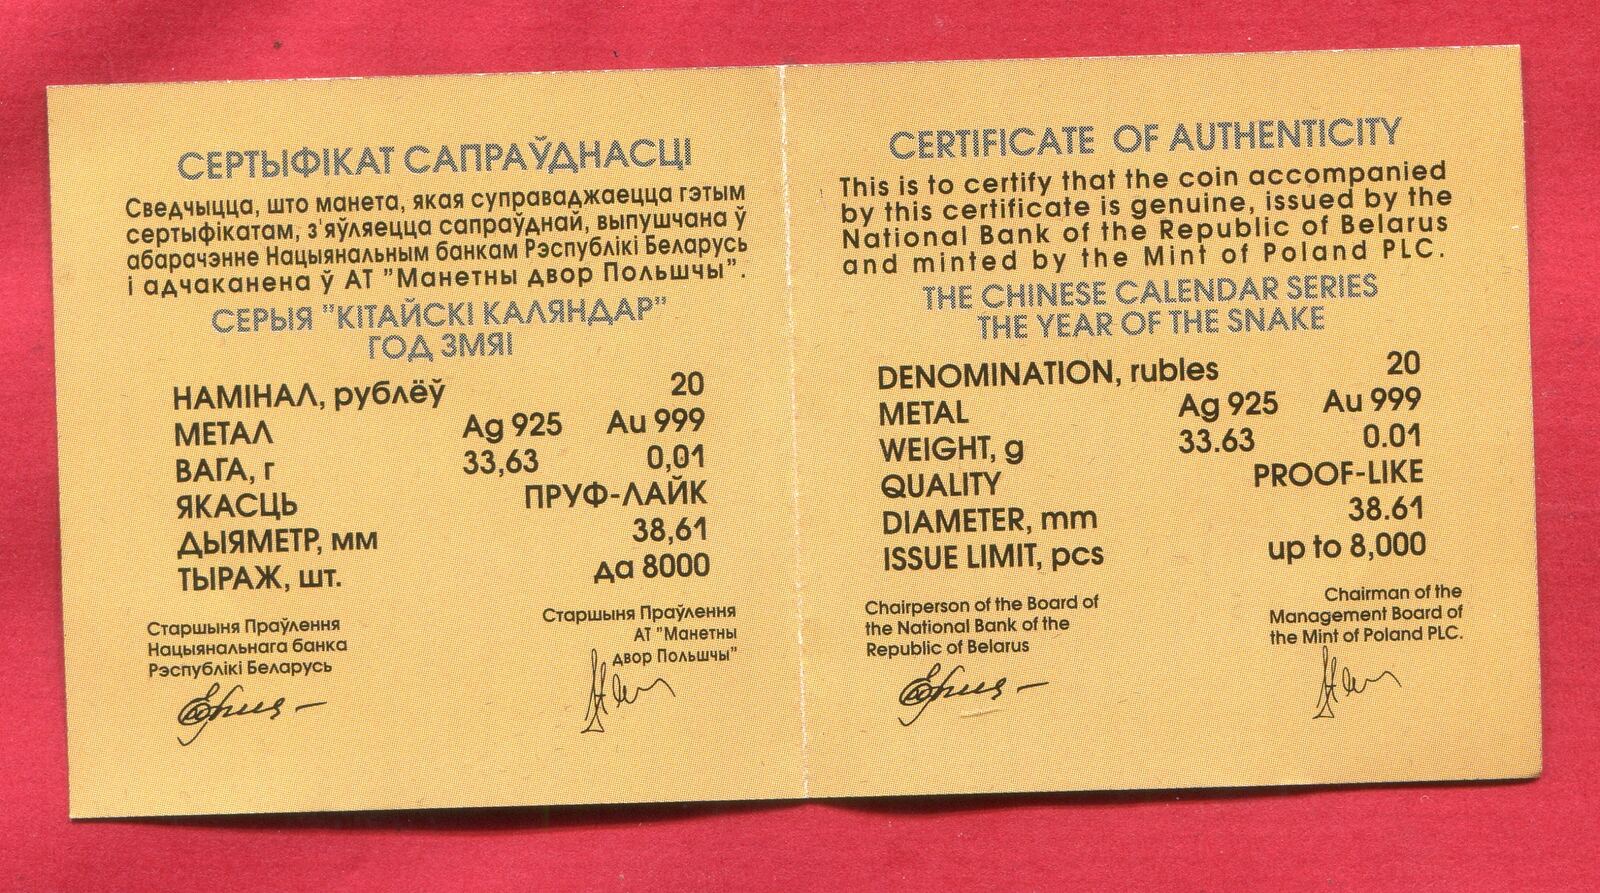 СЕРТЫФІКАТ САПРАЎДНАСЦІ
Сведчыцца, што манета, якая суправаджаецца гэтым
сертыфікатам, з'яўляецца сапраўднай, выпушчана ў
абарачэнне Нацыянальным банкам Рэспублікі Беларусь
і адчаканена ў АТ "Манетны двор Польшчы".
СЕРЫЯ "КІТАЙСКІ КАЛЯНДАР"
ГОД ЗМЯІ
НАМІНАЛ, рублёў 20
МЕТАЛ Ag 925 Au 999
ВАГА, г 33,63 0,01
ЯКАСЦЬ ПРУФ-ЛАЙК
ДЫЯМЕТР, мм 38,61
ТЫРАЖ, шт. да 8000
Старшыня Праўлення
Нацыянальнага банка
Рэспублікі Беларусь
Старшыня Праўлення
АТ "Манетны
двор Польшчы"
CERTIFICATE OF AUTHENTICITY
This is to certify that the coin accompanied
by this certificate is genuine, issued by the
National Bank of the Republic of Belarus
and minted by the Mint of Poland PLC.
THE CHINESE CALENDAR SERIES
THE YEAR OF THE SNAKE
DENOMINATION, rubles 20
METAL Ag 925 Au 999
WEIGHT, g 33.63 0.01
QUALITY PROOF-LIKE
DIAMETER, mm 38.61
ISSUE LIMIT, pcs up to 8,000
Chairperson of the Board of
the National Bank of the
Republic of Belarus
Chairman of the
Management Board of
the Mint of Poland PLC.